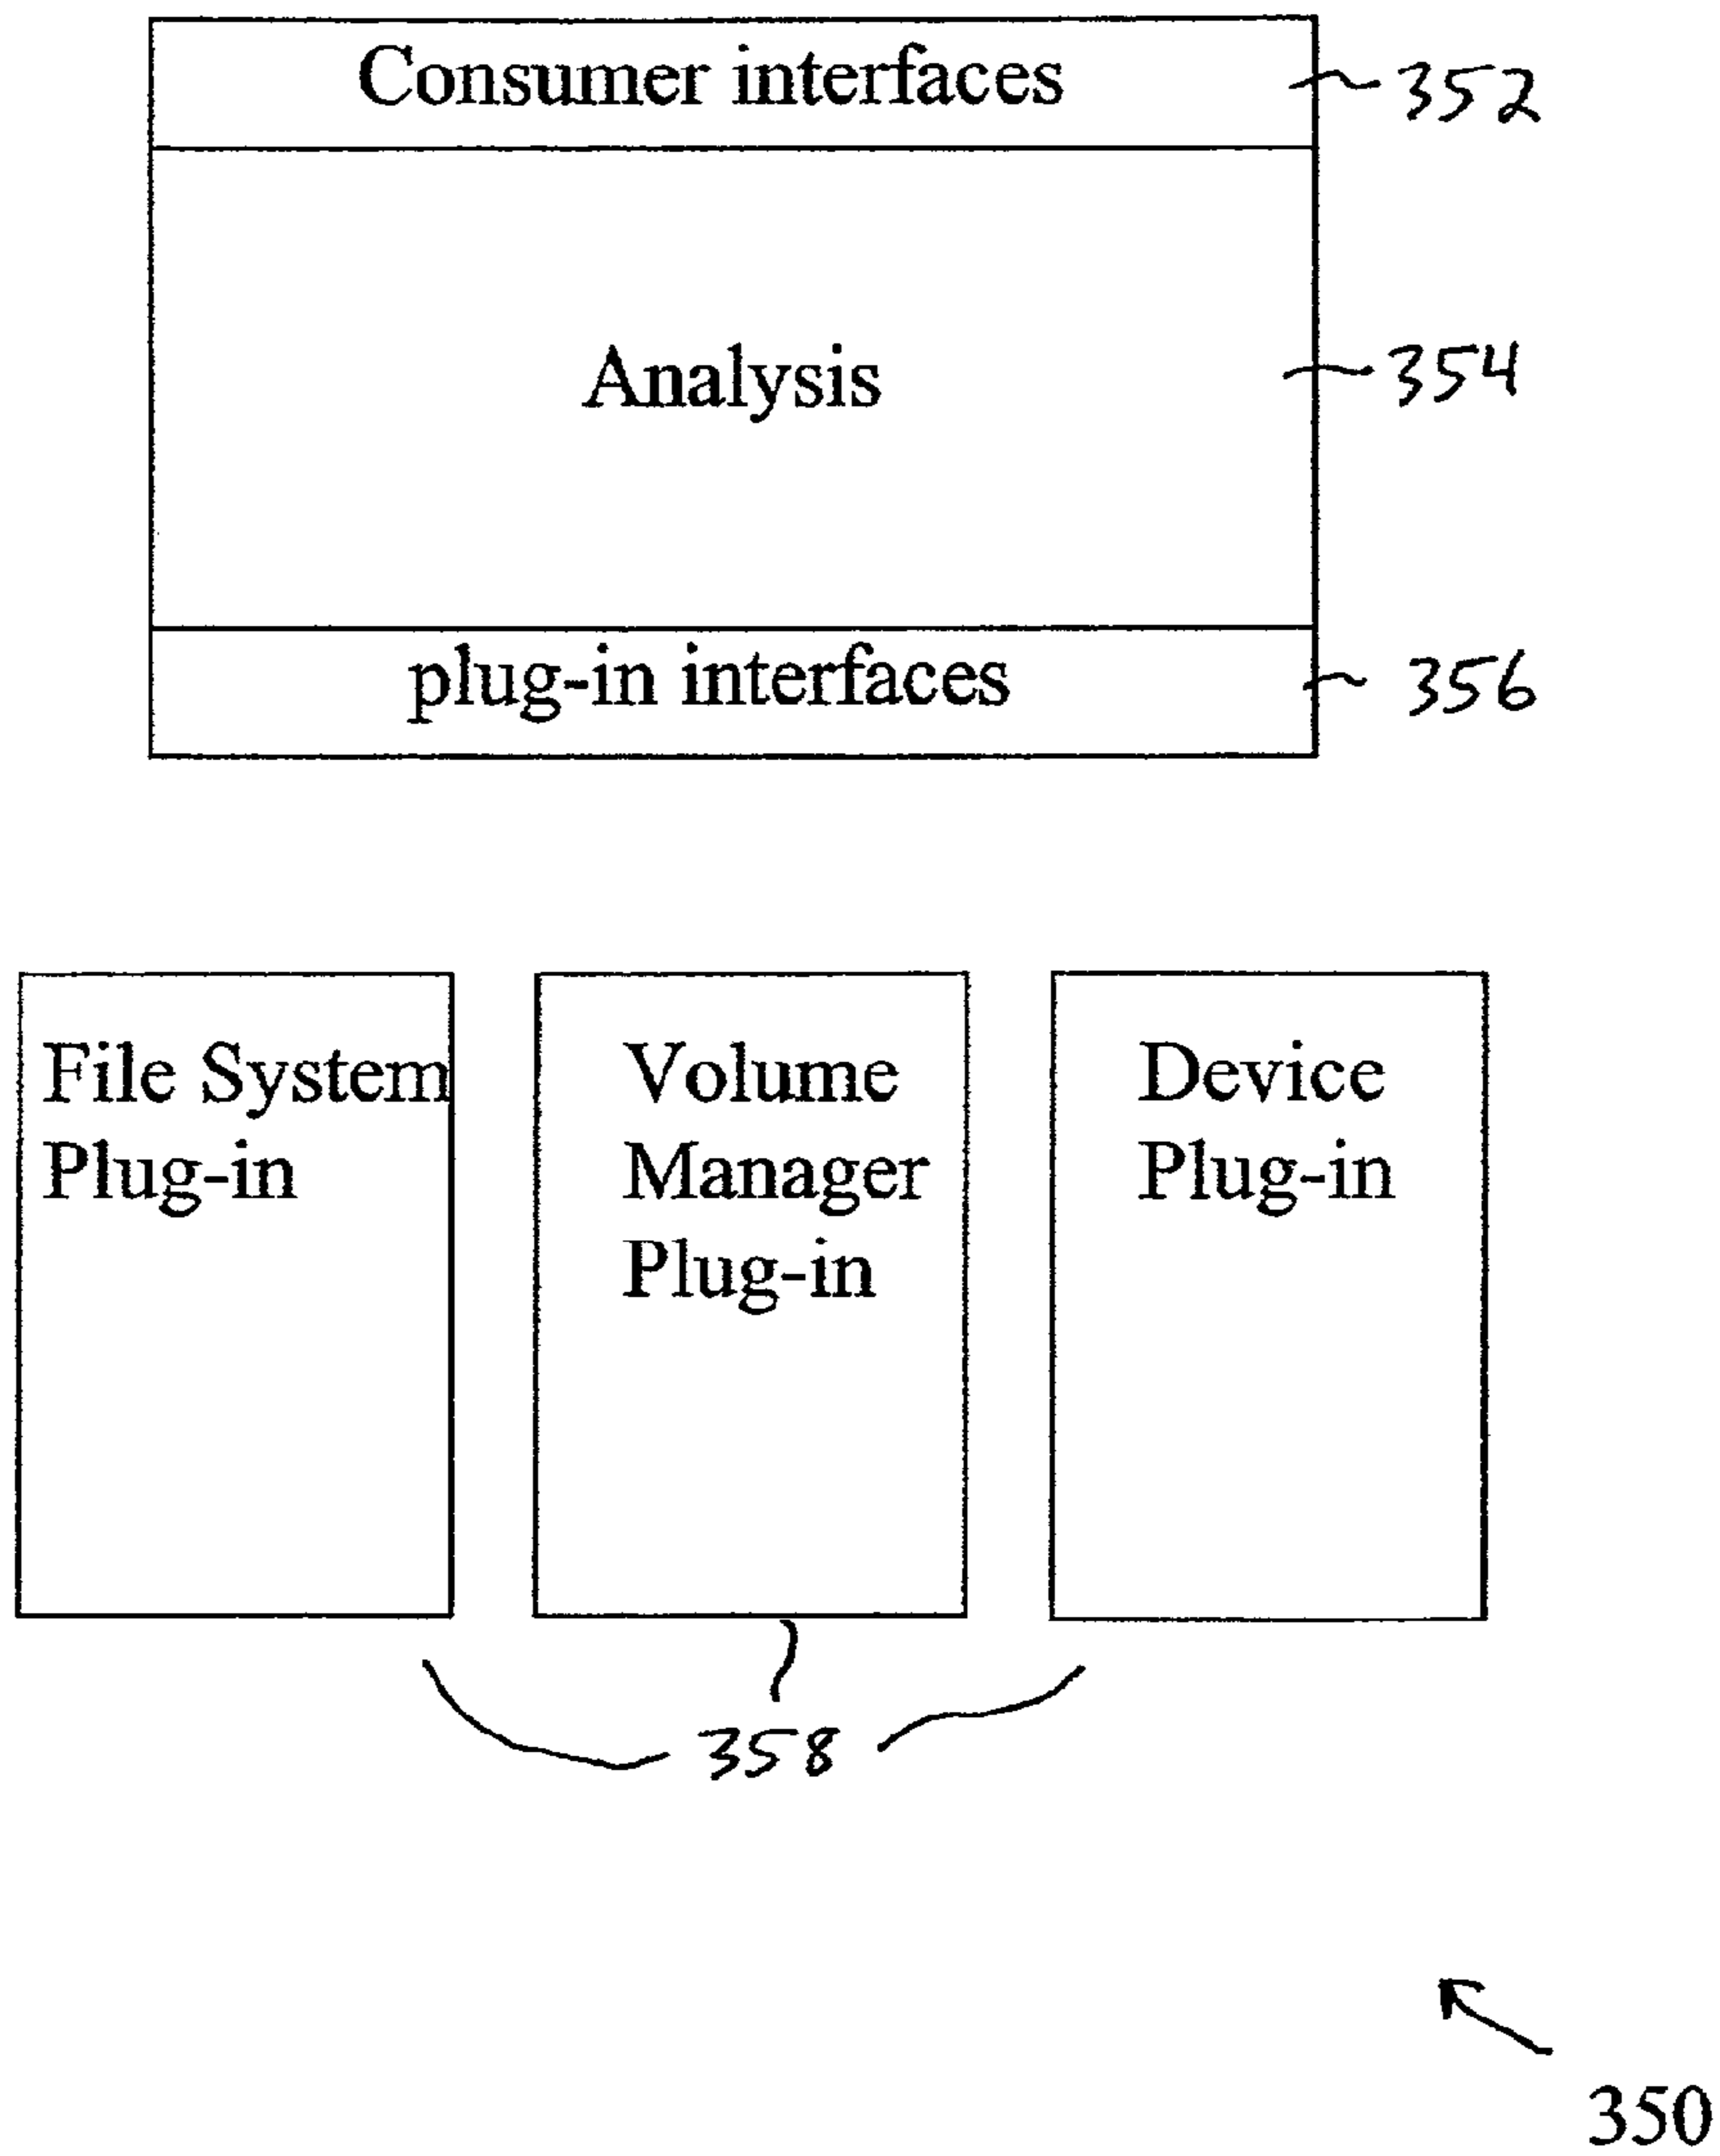 Consumer interfaces
352
Analysis
354
plug-in interfaces
356
File System
Plug-in
Volume
Manager
Plug-in
Device
Plug-in
358
350